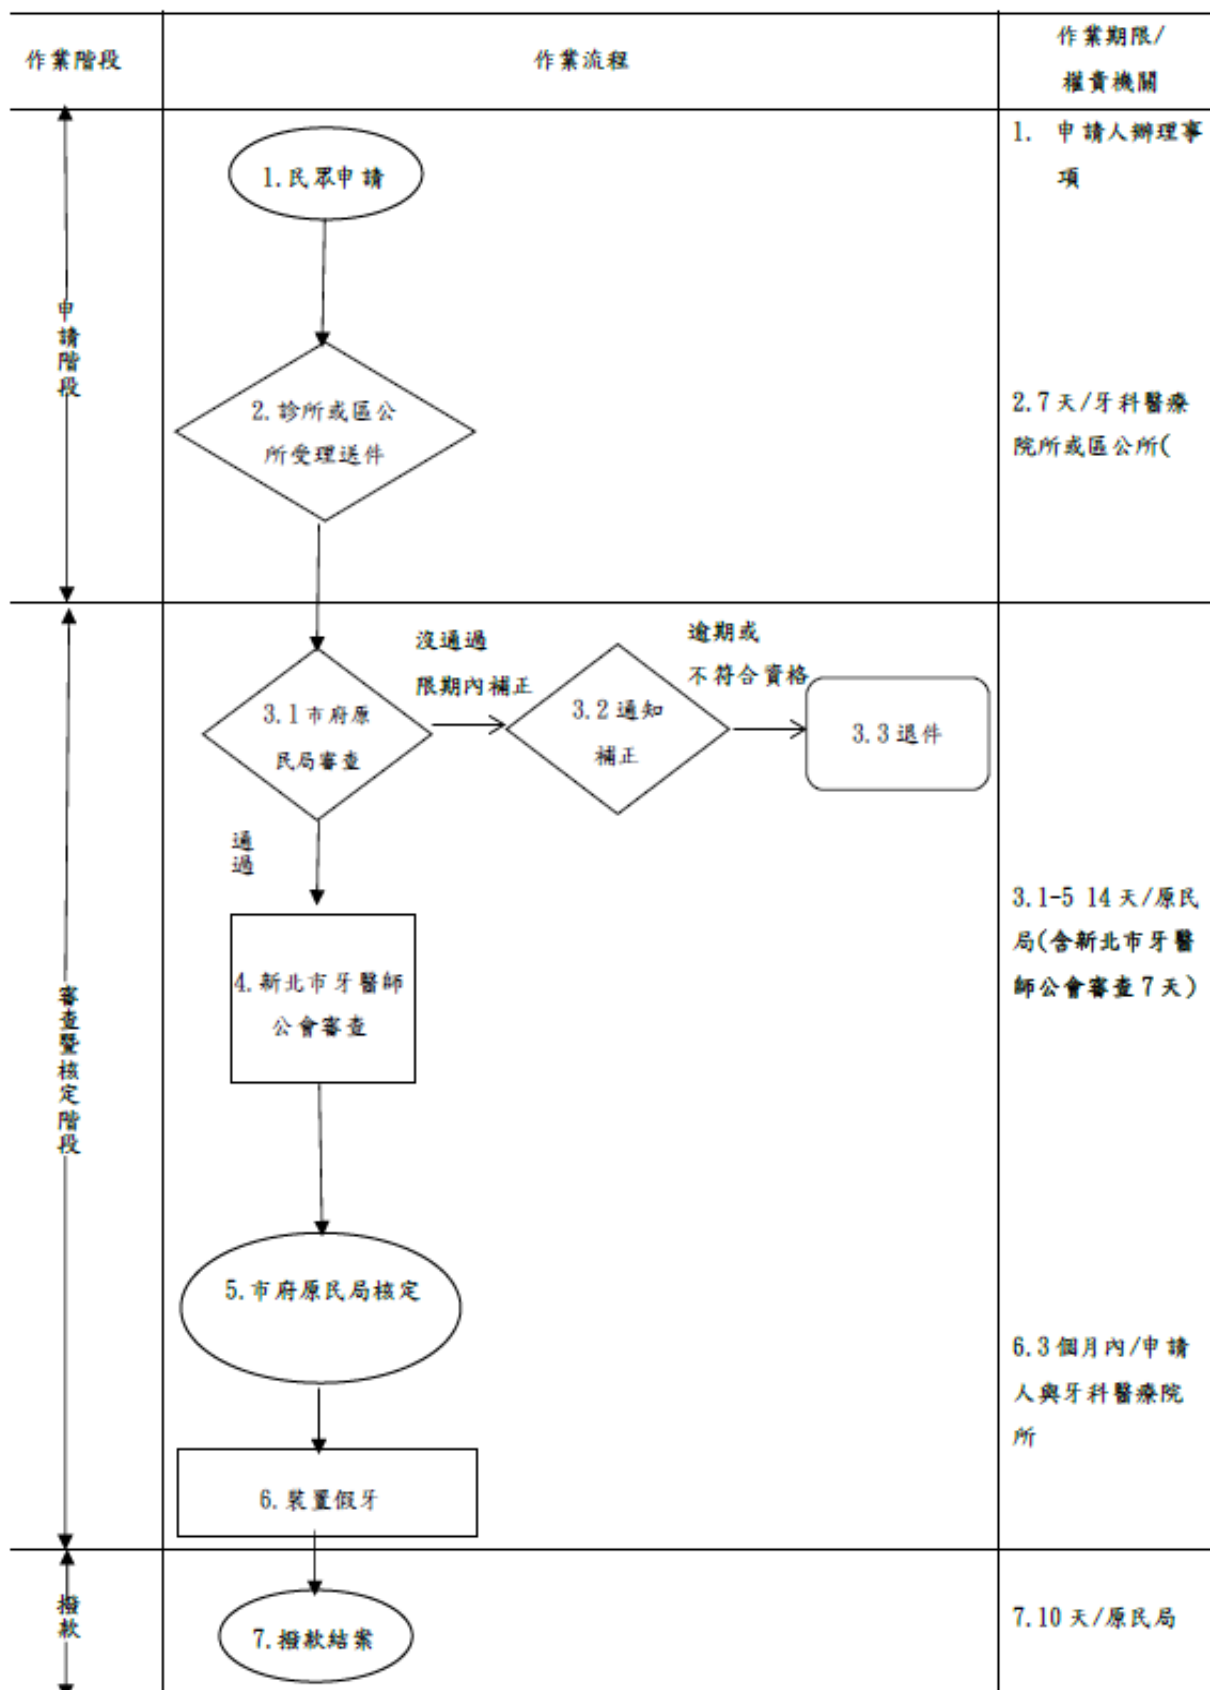 作業階段
作業流程
作業期限/
權責機關
申請階段
1.民眾申請
1. 申請人辦理事
項
2.診所或區公
所受理送件
2.7天/牙科醫療
院所或區公所(
審查暨核定階段
3.1市府原
民局審查
沒通過
限期內補正
3.2通知
補正
逾期或
不符合資格
3.3退件
通過
4.新北市牙醫師
公會審查
3.1-5 14天/原民
局(含新北市牙醫
師公會審查7天)
5.市府原民局核定
6.裝置假牙
6.3個月內/申請
人與牙科醫療院
所
撥款
7.撥款結案
7.10天/原民局